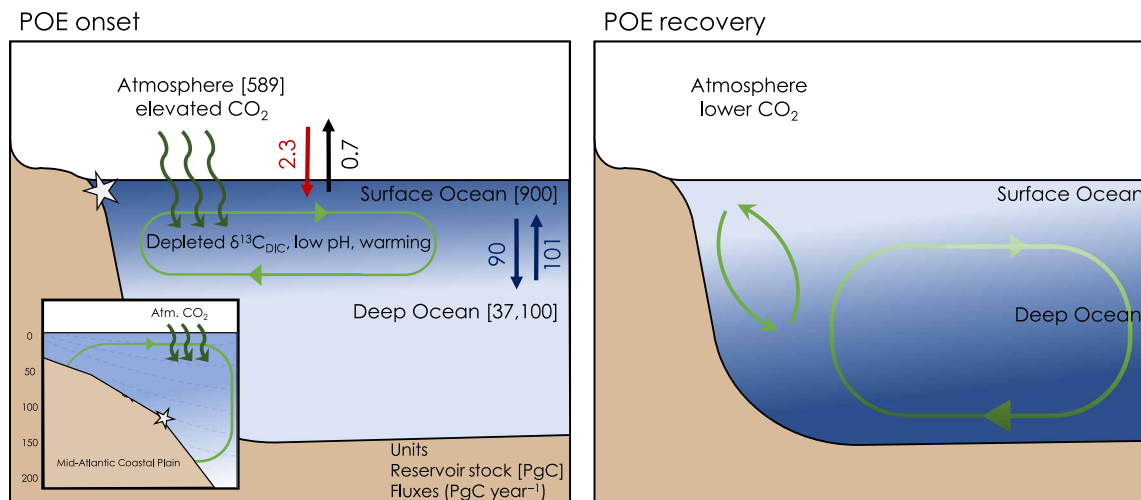 POE onset
Atmosphere [589]
elevated CO₂
2.3
0.7
Surface Ocean [900]
Depleted δ¹³C_DIC, low pH, warming
90
101
Deep Ocean [37,100]
Atm. CO₂
0
50
100
150
200
Mid-Atlantic Coastal Plain
Units
Reservoir stock [PgC]
Fluxes (PgC year⁻¹)
POE recovery
Atmosphere
lower CO₂
Surface Ocean
Deep Ocean